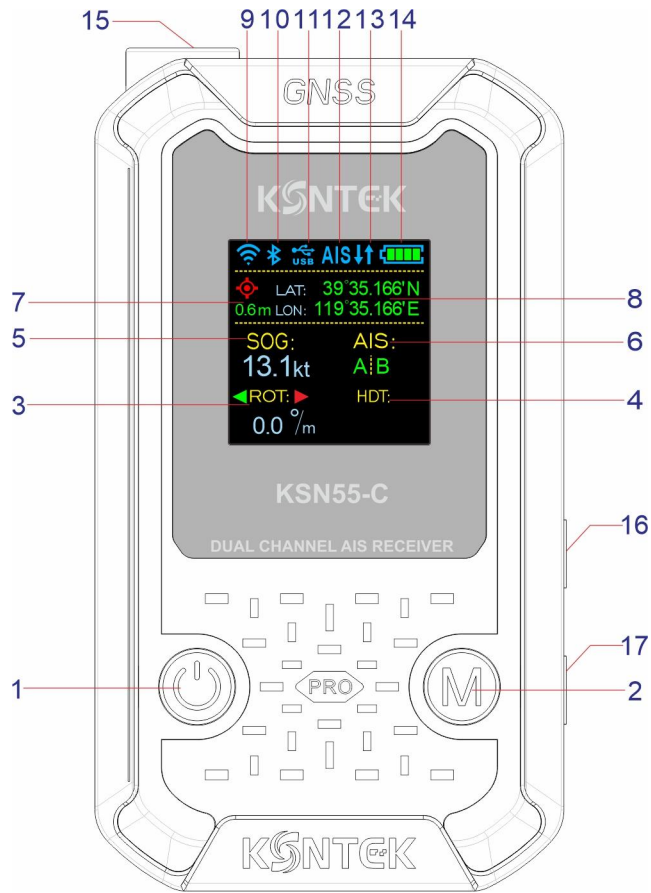 15 9 10 11 12 13 14
GNSS
KSNTEK
USB AIS
7 LAT: 39°35.166'N 8
0.6m LON: 119°35.166'E
5 SOG: AIS: 6
13.1kt A B
3 ROT: HDT: 4
0.0 °/m
KSN55-C
16
DUAL CHANNEL AIS RECEIVER
17
1 PRO M 2
KSNTEK